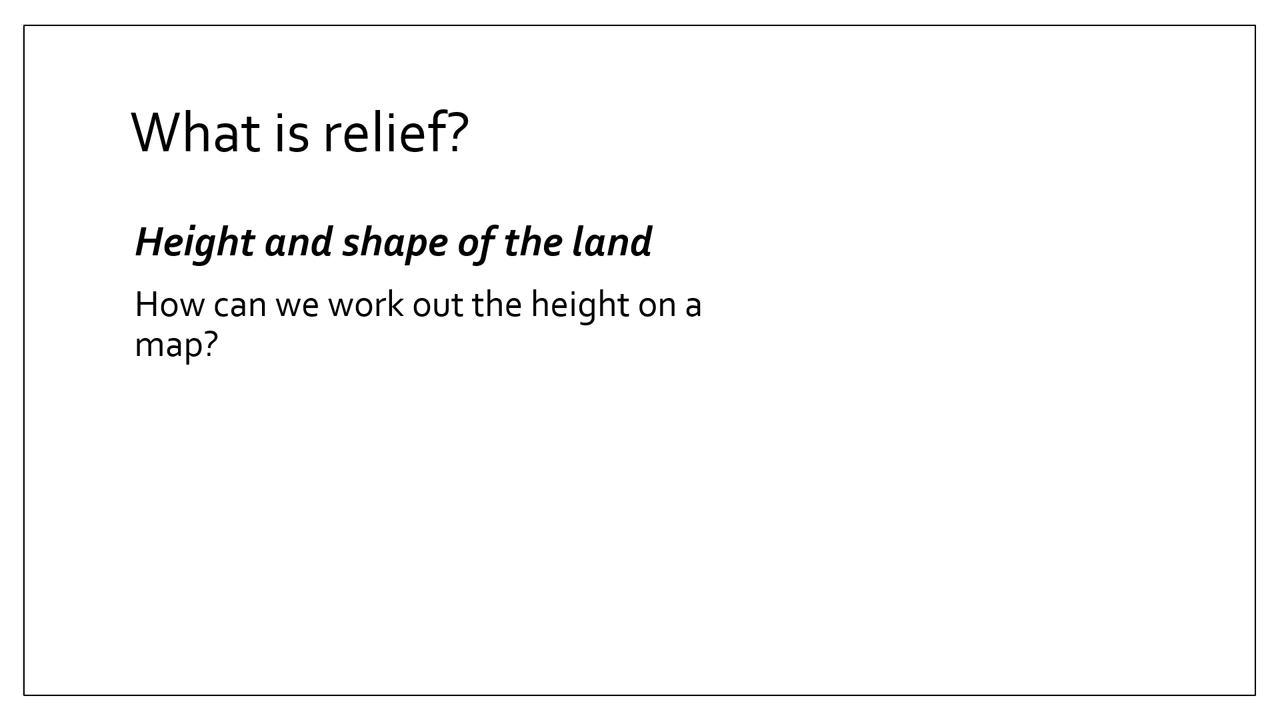 What is relief?
Height and shape of the land
How can we work out the height on a
map?